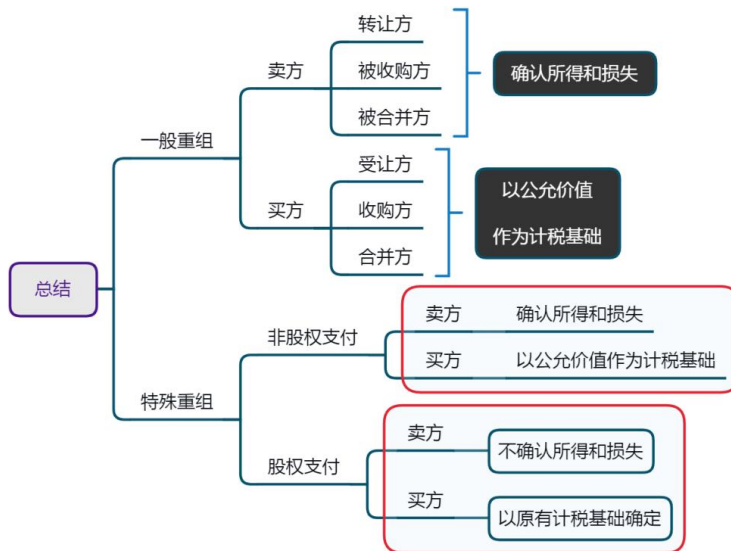 总结
一般重组
卖方
转让方
被收购方
被合并方
确认所得和损失
买方
受让方
收购方
合并方
以公允价值
作为计税基础
特殊重组
非股权支付
卖方 确认所得和损失
买方 以公允价值作为计税基础
股权支付
卖方 不确认所得和损失
买方 以原有计税基础确定